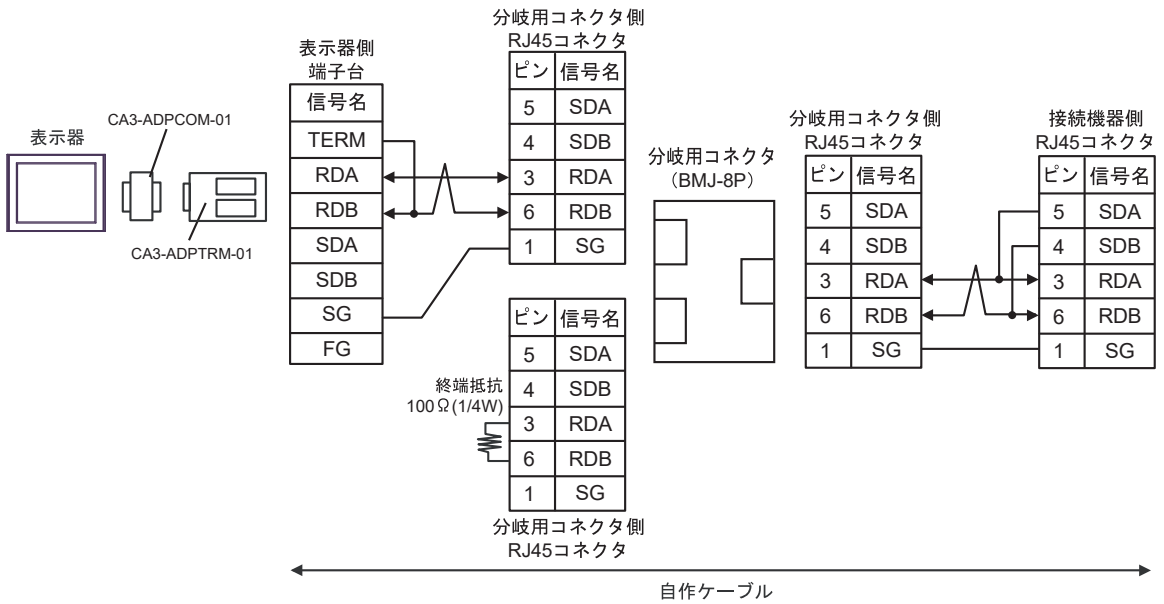 表示器
CA3-ADPCOM-01
CA3-ADPTRM-01
表示器側
端子台
信号名
TERM
RDA
RDB
SDA
SDB
SG
FG
分岐用コネクタ側
RJ45コネクタ
ピン 信号名
5 SDA
4 SDB
3 RDA
6 RDB
1 SG
終端抵抗
100Ω(1/4W)
ピン 信号名
5 SDA
4 SDB
3 RDA
6 RDB
1 SG
分岐用コネクタ側
RJ45コネクタ
分岐用コネクタ
(BMJ-8P)
分岐用コネクタ側
RJ45コネクタ
ピン 信号名
5 SDA
4 SDB
3 RDA
6 RDB
1 SG
接続機器側
RJ45コネクタ
ピン 信号名
5 SDA
4 SDB
3 RDA
6 RDB
1 SG
自作ケーブル